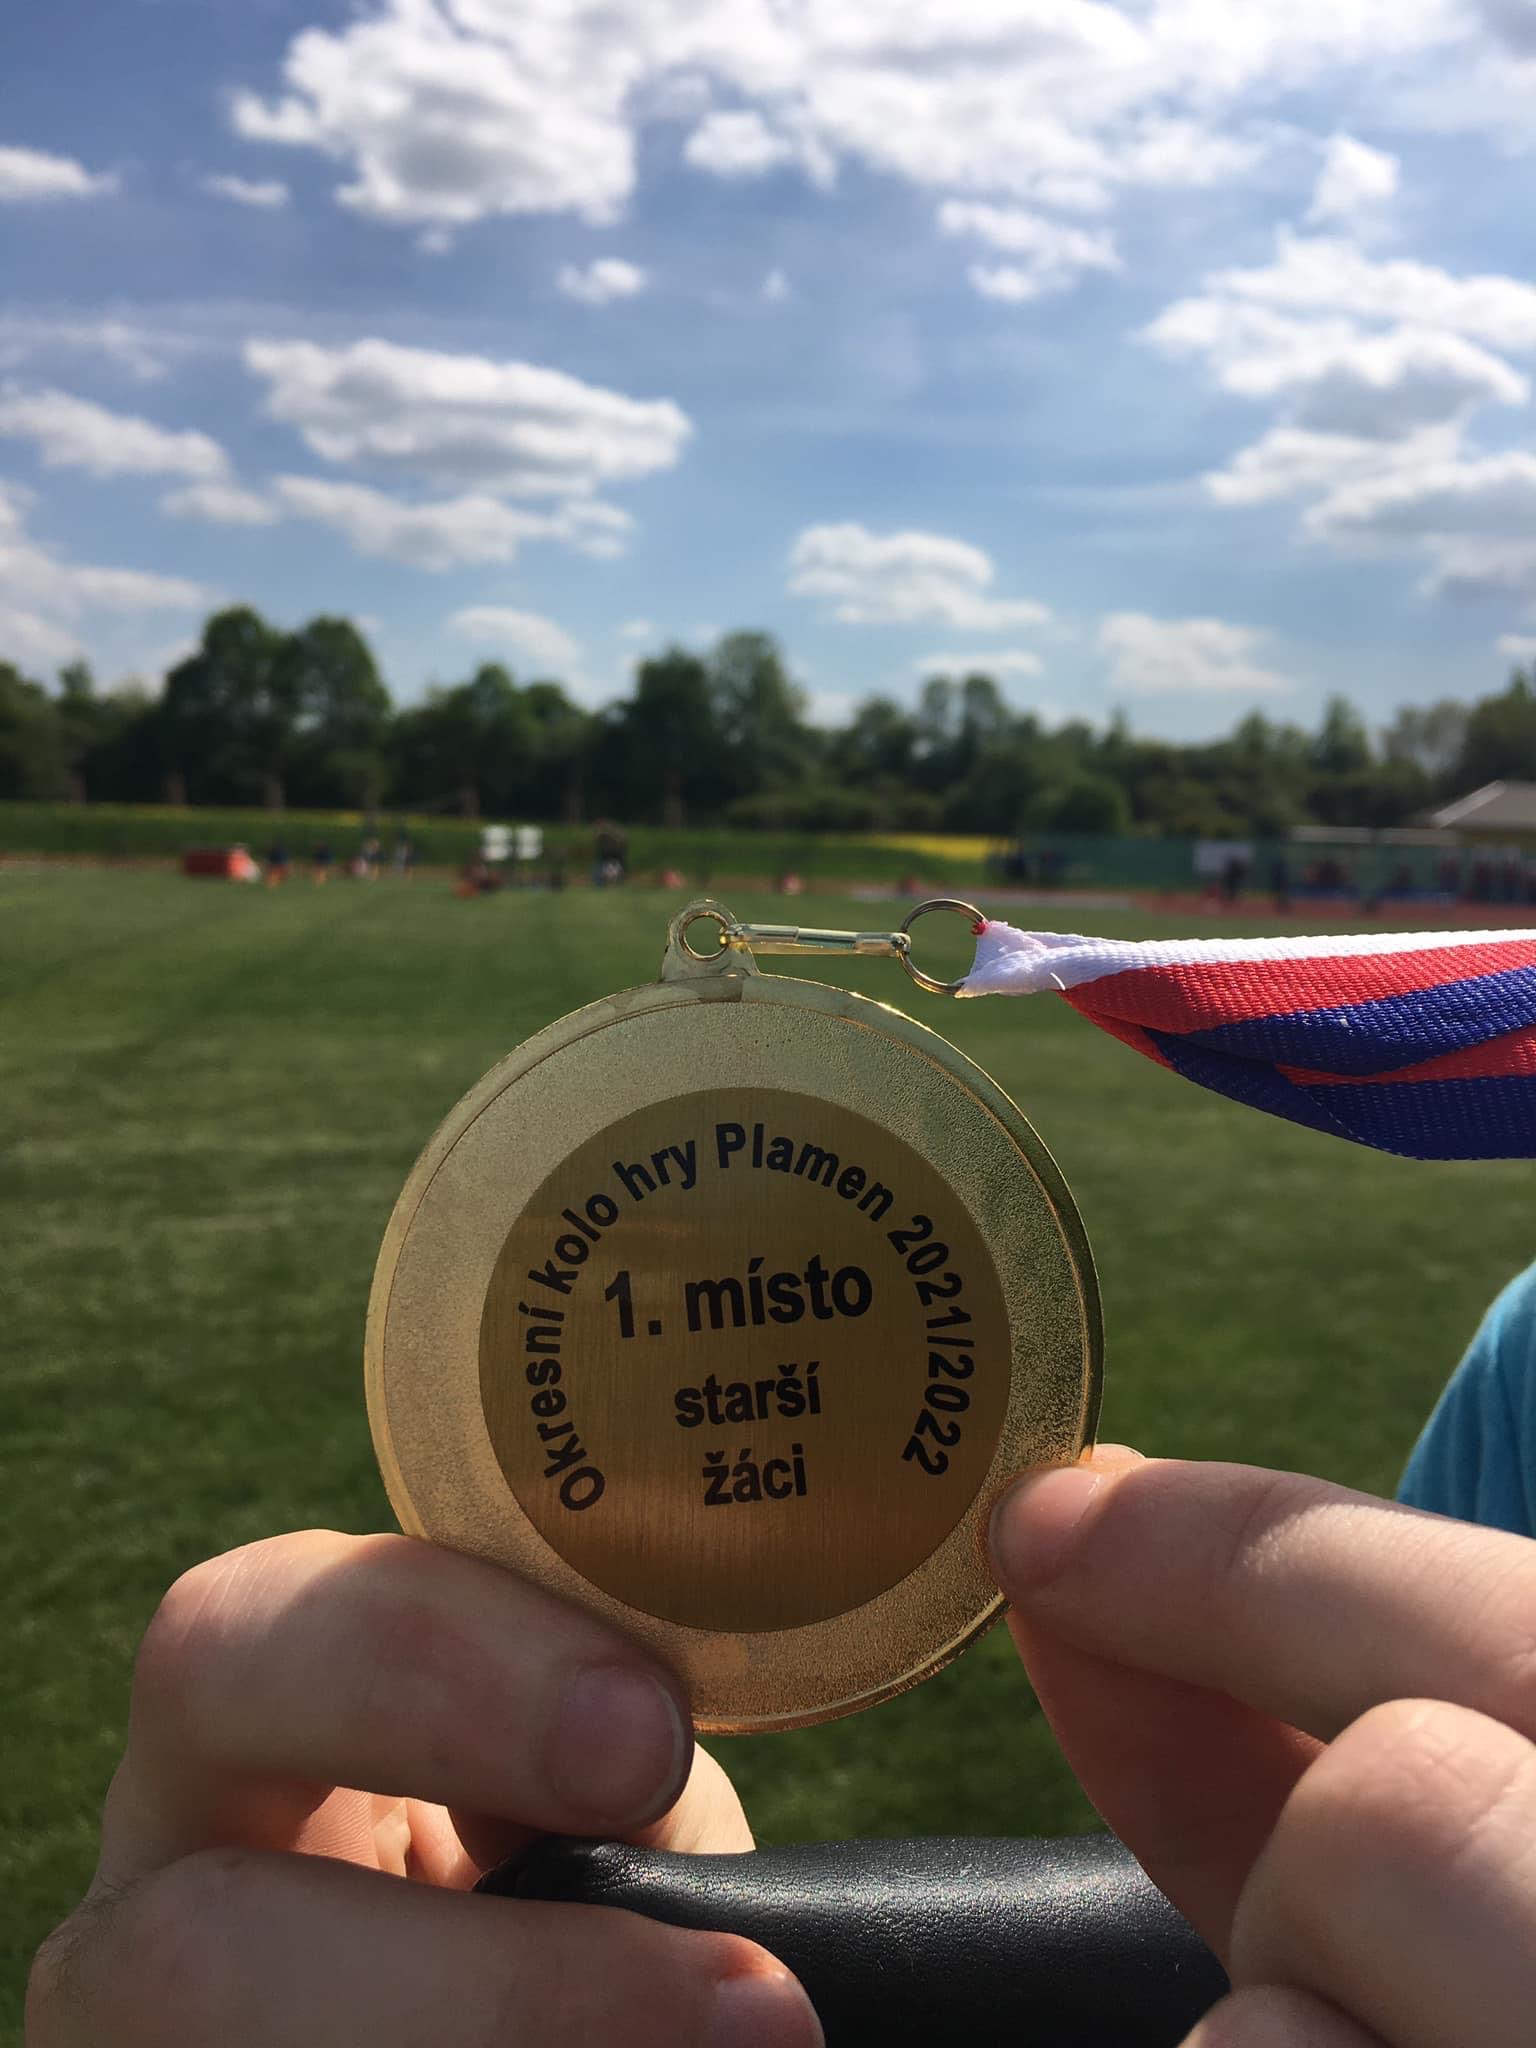 Okresní kolo hry Plamen 2021/2022
1. místo
starší
žáci